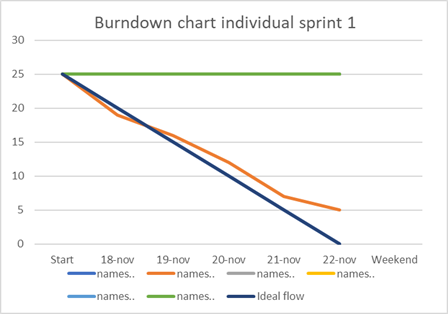 Burndown chart individual sprint 1
30
25
20
15
10
5
0
Start 18-nov 19-nov 20-nov 21-nov 22-nov Weekend
names.. names.. names.. names..
names.. names.. Ideal flow